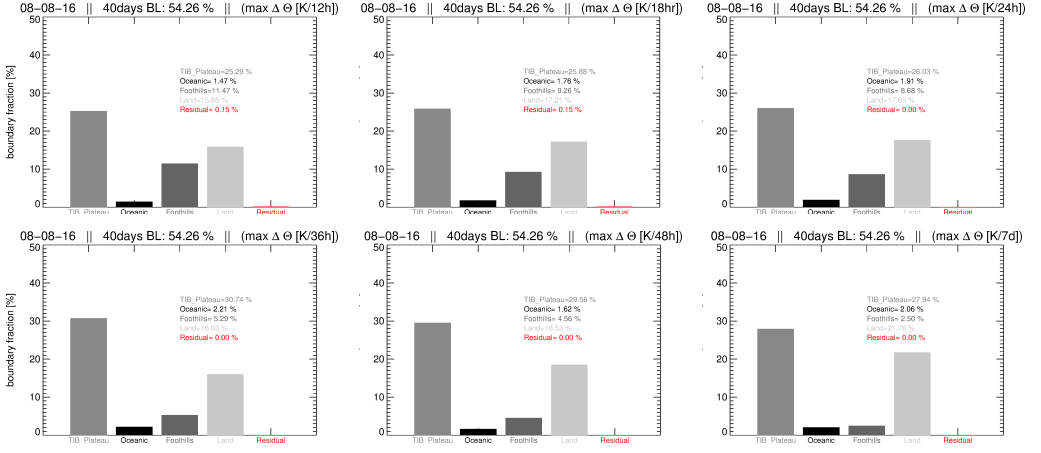 08−08−16 || 40days BL: 54.26 % || (max Δ Θ [K/12h])
boundary fraction [%]
50
40
30
20
10
0
TIB_Plateau=25.29 %
Oceanic= 1.47 %
Foothills=11.47 %
Land=15.88 %
Residual= 0.15 %
TIB Plateau Oceanic Foothills Land Residual
08−08−16 || 40days BL: 54.26 % || (max Δ Θ [K/18hr])
50
40
30
20
10
0
TIB_Plateau=25.88 %
Oceanic= 1.76 %
Foothills= 9.26 %
Land=17.21 %
Residual= 0.15 %
TIB Plateau Oceanic Foothills Land Residual
08−08−16 || 40days BL: 54.26 % || (max Δ Θ [K/24h])
50
40
30
20
10
0
TIB_Plateau=26.03 %
Oceanic= 1.91 %
Foothills= 8.68 %
Land=17.65 %
Residual= 0.00 %
TIB Plateau Oceanic Foothills Land Residual
08−08−16 || 40days BL: 54.26 % || (max Δ Θ [K/36h])
boundary fraction [%]
50
40
30
20
10
0
TIB_Plateau=30.74 %
Oceanic= 2.21 %
Foothills= 5.29 %
Land=16.03 %
Residual= 0.00 %
TIB Plateau Oceanic Foothills Land Residual
08−08−16 || 40days BL: 54.26 % || (max Δ Θ [K/48h])
50
40
30
20
10
0
TIB_Plateau=29.56 %
Oceanic= 1.62 %
Foothills= 4.56 %
Land=18.53 %
Residual= 0.00 %
TIB Plateau Oceanic Foothills Land Residual
08−08−16 || 40days BL: 54.26 % || (max Δ Θ [K/7d])
50
40
30
20
10
0
TIB_Plateau=27.94 %
Oceanic= 2.06 %
Foothills= 2.50 %
Land=21.76 %
Residual= 0.00 %
TIB Plateau Oceanic Foothills Land Residual